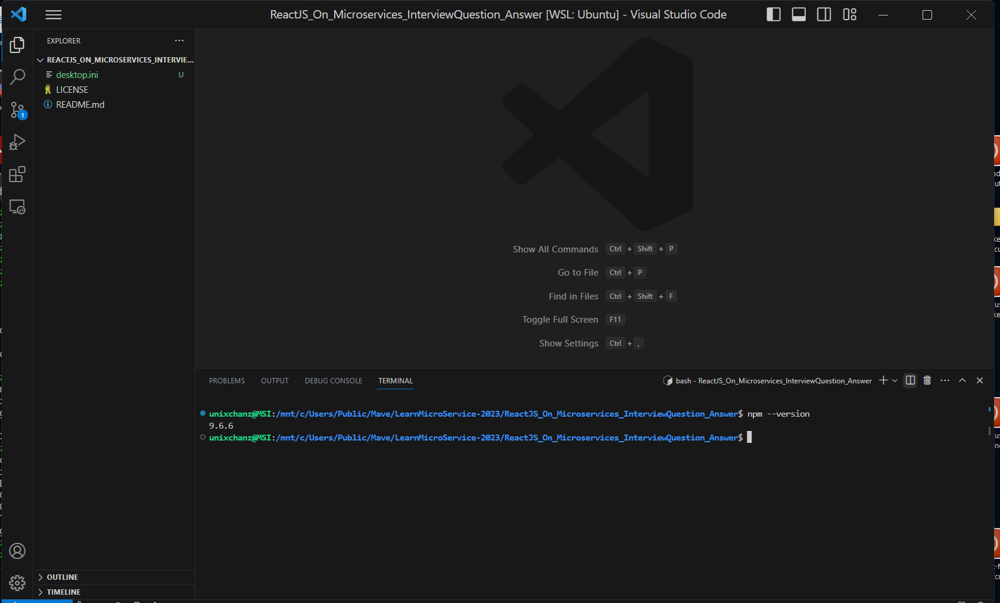 ReactJS_On_Microservices_InterviewQuestion_Answer [WSL: Ubuntu] - Visual Studio Code
EXPLORER
REACTJS_ON_MICROSERVICES_INTERVIE...
desktop.ini U
LICENSE
README.md
1
Show All Commands Ctrl + Shift + P
Go to File Ctrl + P
Find in Files Ctrl + Shift + F
Toggle Full Screen F11
Show Settings Ctrl + ,
PROBLEMS OUTPUT DEBUG CONSOLE TERMINAL
bash - ReactJS_On_Microservices_InterviewQuestion_Answer
unixchanz@MSI:/mnt/c/Users/Public/Mave/LearnMicroService-2023/ReactJS_On_Microservices_InterviewQuestion_Answer$ npm --version
9.6.6
unixchanz@MSI:/mnt/c/Users/Public/Mave/LearnMicroService-2023/ReactJS_On_Microservices_InterviewQuestion_Answer$
OUTLINE
TIMELINE